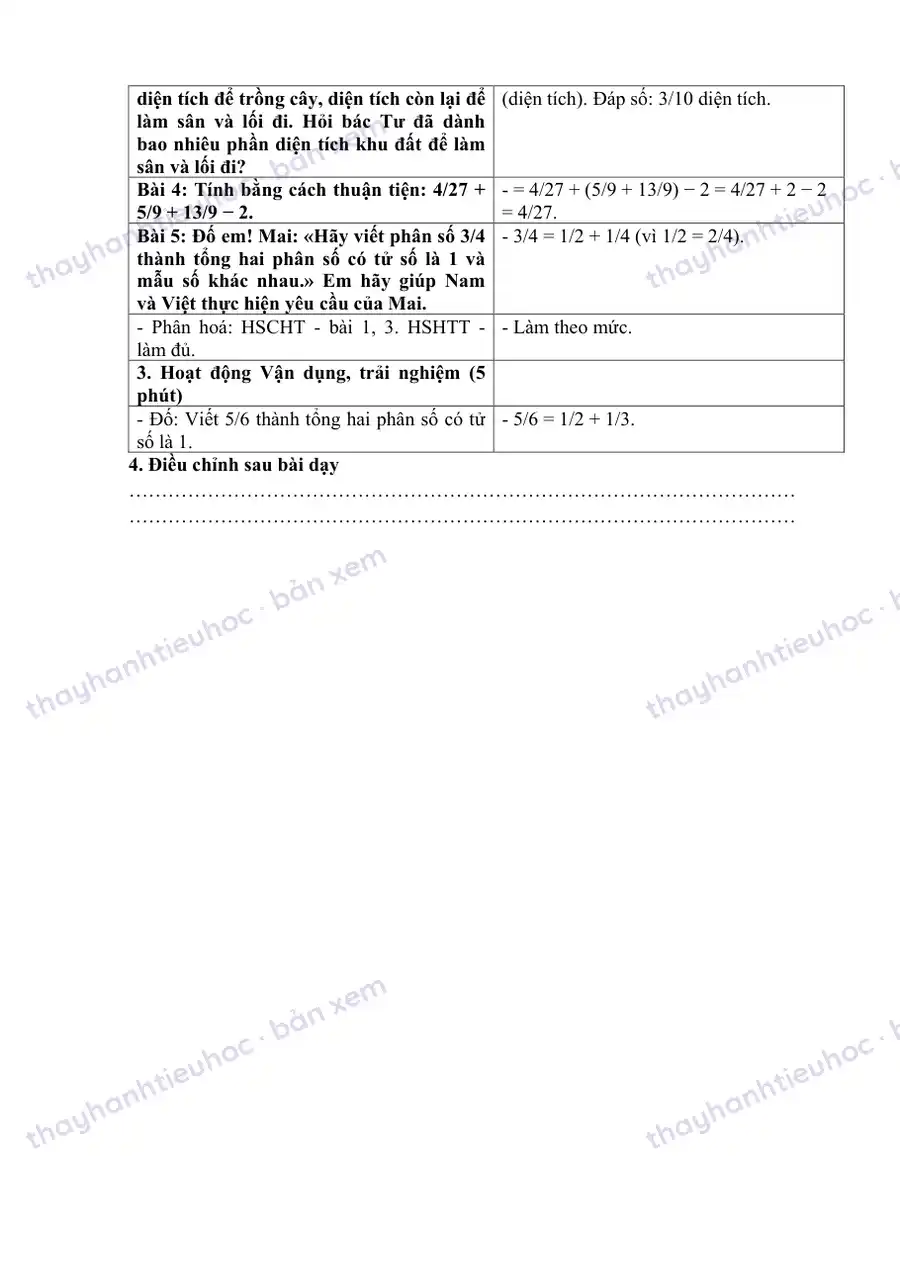 diện tích để trồng cây, diện tích còn lại để
làm sân và lối đi. Hỏi bác Tư đã dành
bao nhiêu phần diện tích khu đất để làm
sân và lối đi?
(diện tích). Đáp số: 3/10 diện tích.
Bài 4: Tính bằng cách thuận tiện: 4/27 +
5/9 + 13/9 − 2.
- = 4/27 + (5/9 + 13/9) − 2 = 4/27 + 2 − 2
= 4/27.
Bài 5: Đố em! Mai: «Hãy viết phân số 3/4
thành tổng hai phân số có tử số là 1 và
mẫu số khác nhau.» Em hãy giúp Nam
và Việt thực hiện yêu cầu của Mai.
- 3/4 = 1/2 + 1/4 (vì 1/2 = 2/4).
- Phân hoá: HSCHT - bài 1, 3. HSHTT -
làm đủ.
- Làm theo mức.
3. Hoạt động Vận dụng, trải nghiệm (5
phút)
- Đố: Viết 5/6 thành tổng hai phân số có tử
số là 1.
- 5/6 = 1/2 + 1/3.
4. Điều chỉnh sau bài dạy
……………………………………………………………………………………………
……………………………………………………………………………………………
thayhanhtieuhoc · bản xem
thayhanhtieuhoc · b
thayhanhtieuhoc · bản xem
thayhanhtieuhoc · b
thayhanhtieuhoc · bản xem
thayhanhtieuhoc · b